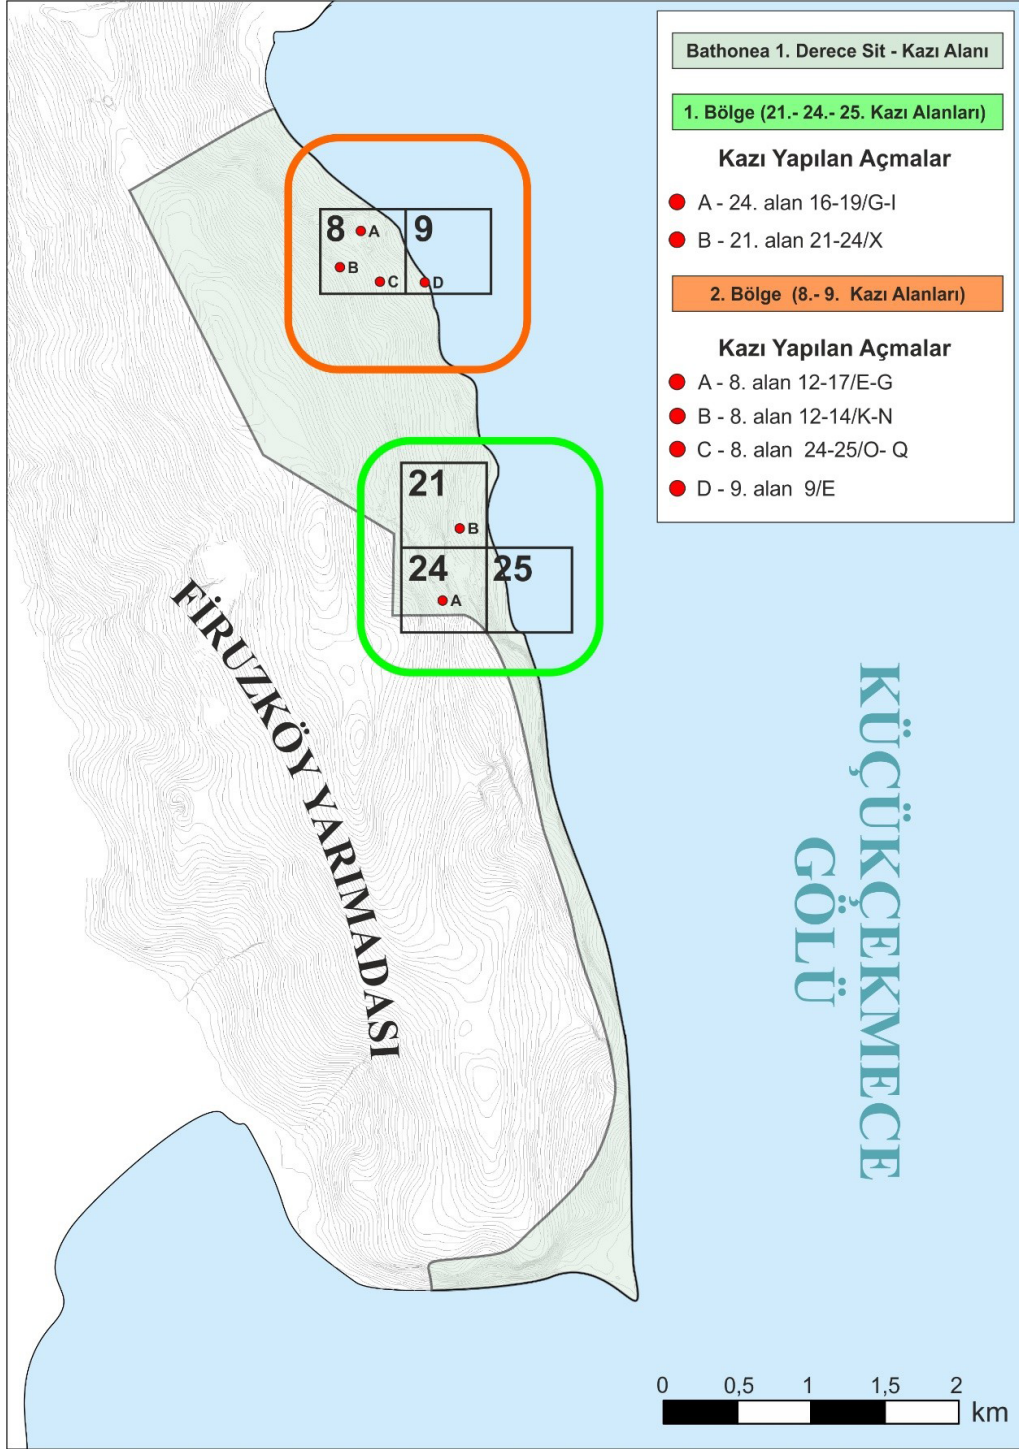 Bathonea 1. Derece Sit - Kazı Alanı
1. Bölge (21.- 24.- 25. Kazı Alanları)
Kazı Yapılan Açmalar
A - 24. alan 16-19/G-I
B - 21. alan 21-24/X
2. Bölge (8.- 9. Kazı Alanları)
Kazı Yapılan Açmalar
A - 8. alan 12-17/E-G
B - 8. alan 12-14/K-N
C - 8. alan 24-25/O- Q
D - 9. alan 9/E
8
9
A
B
C
D
21
B
24
25
A
FİRUZKÖY YARIMADASI
KÜÇÜKÇEKMECE
GÖLÜ
0 0,5 1 1,5 2
km